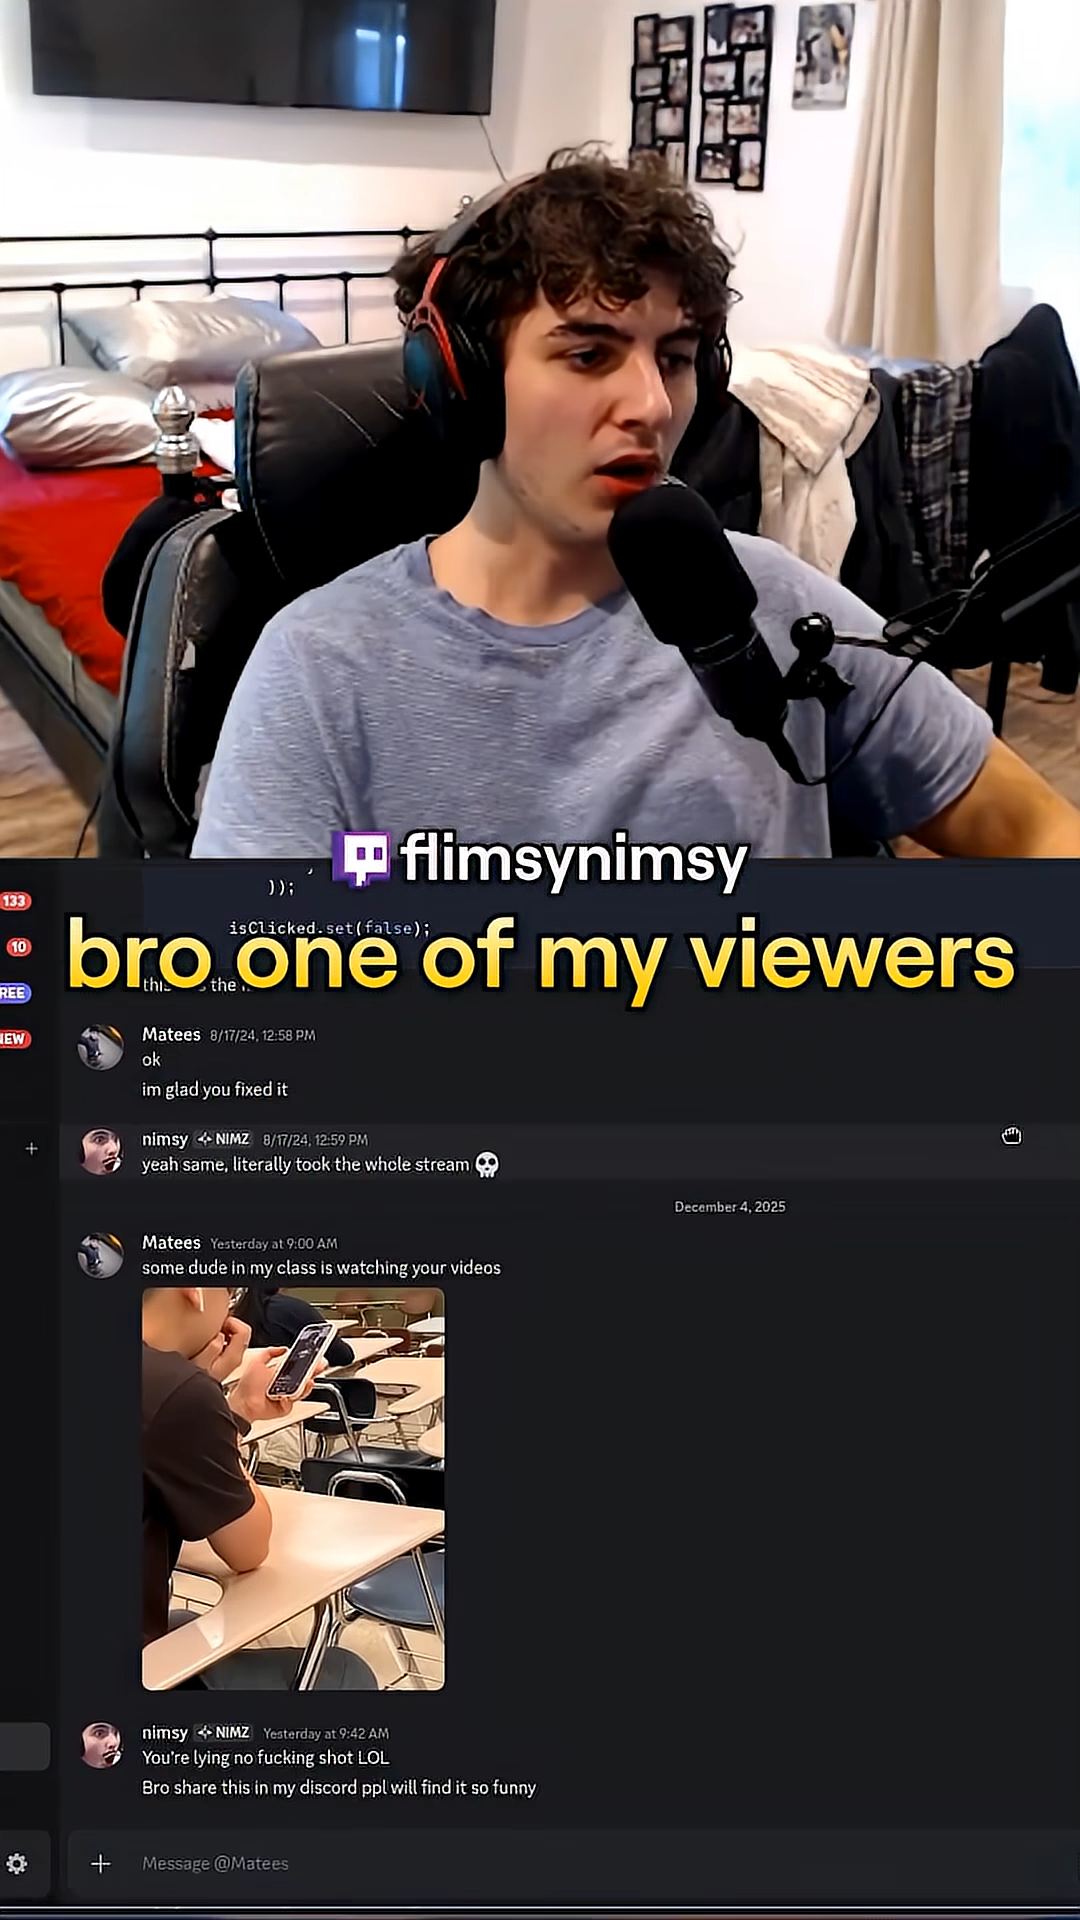 flimsynimsy
133
));
isClicked.set(false);
10
bro one of my viewers
the
Matees 8/17/24, 12:58 PM
ok
im glad you fixed it
nimsy NIMZ 8/17/24, 12:59 PM
yeah same, literally took the whole stream 💀
December 4, 2025
Matees Yesterday at 9:00 AM
some dude in my class is watching your videos
nimsy NIMZ Yesterday at 9:42 AM
You're lying no fucking shot LOL
Bro share this in my discord ppl will find it so funny
Message @Matees